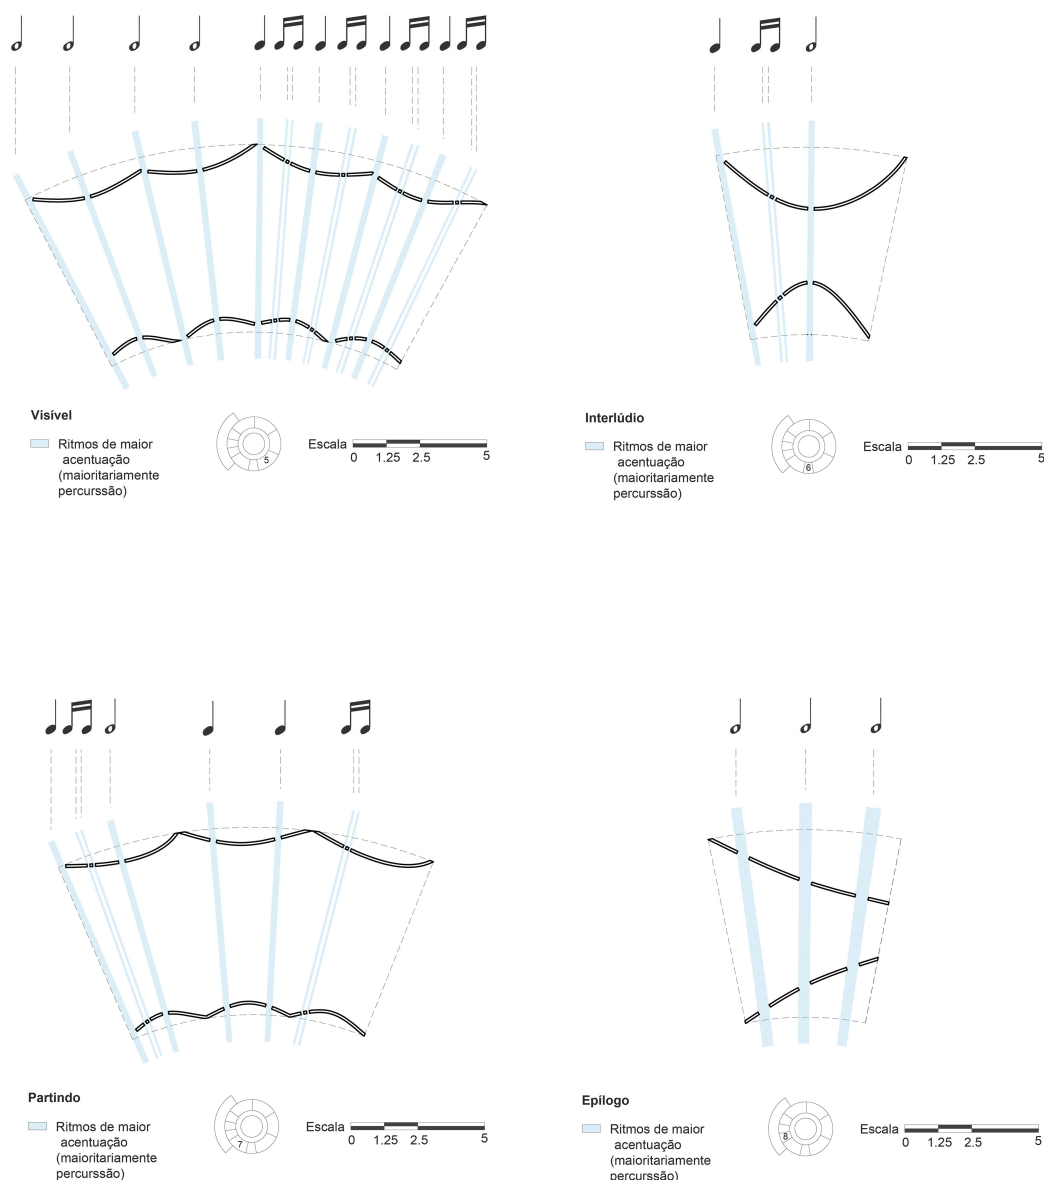 Visível
Ritmos de maior
acentuação
(maioritariamente
percurssão)
5
Escala
0 1.25 2.5 5
Interlúdio
Ritmos de maior
acentuação
(maioritariamente
percurssão)
6
Escala
0 1.25 2.5 5
Partindo
Ritmos de maior
acentuação
(maioritariamente
percurssão)
7
Escala
0 1.25 2.5 5
Epílogo
Ritmos de maior
acentuação
(maioritariamente
percurssão)
8
Escala
0 1.25 2.5 5